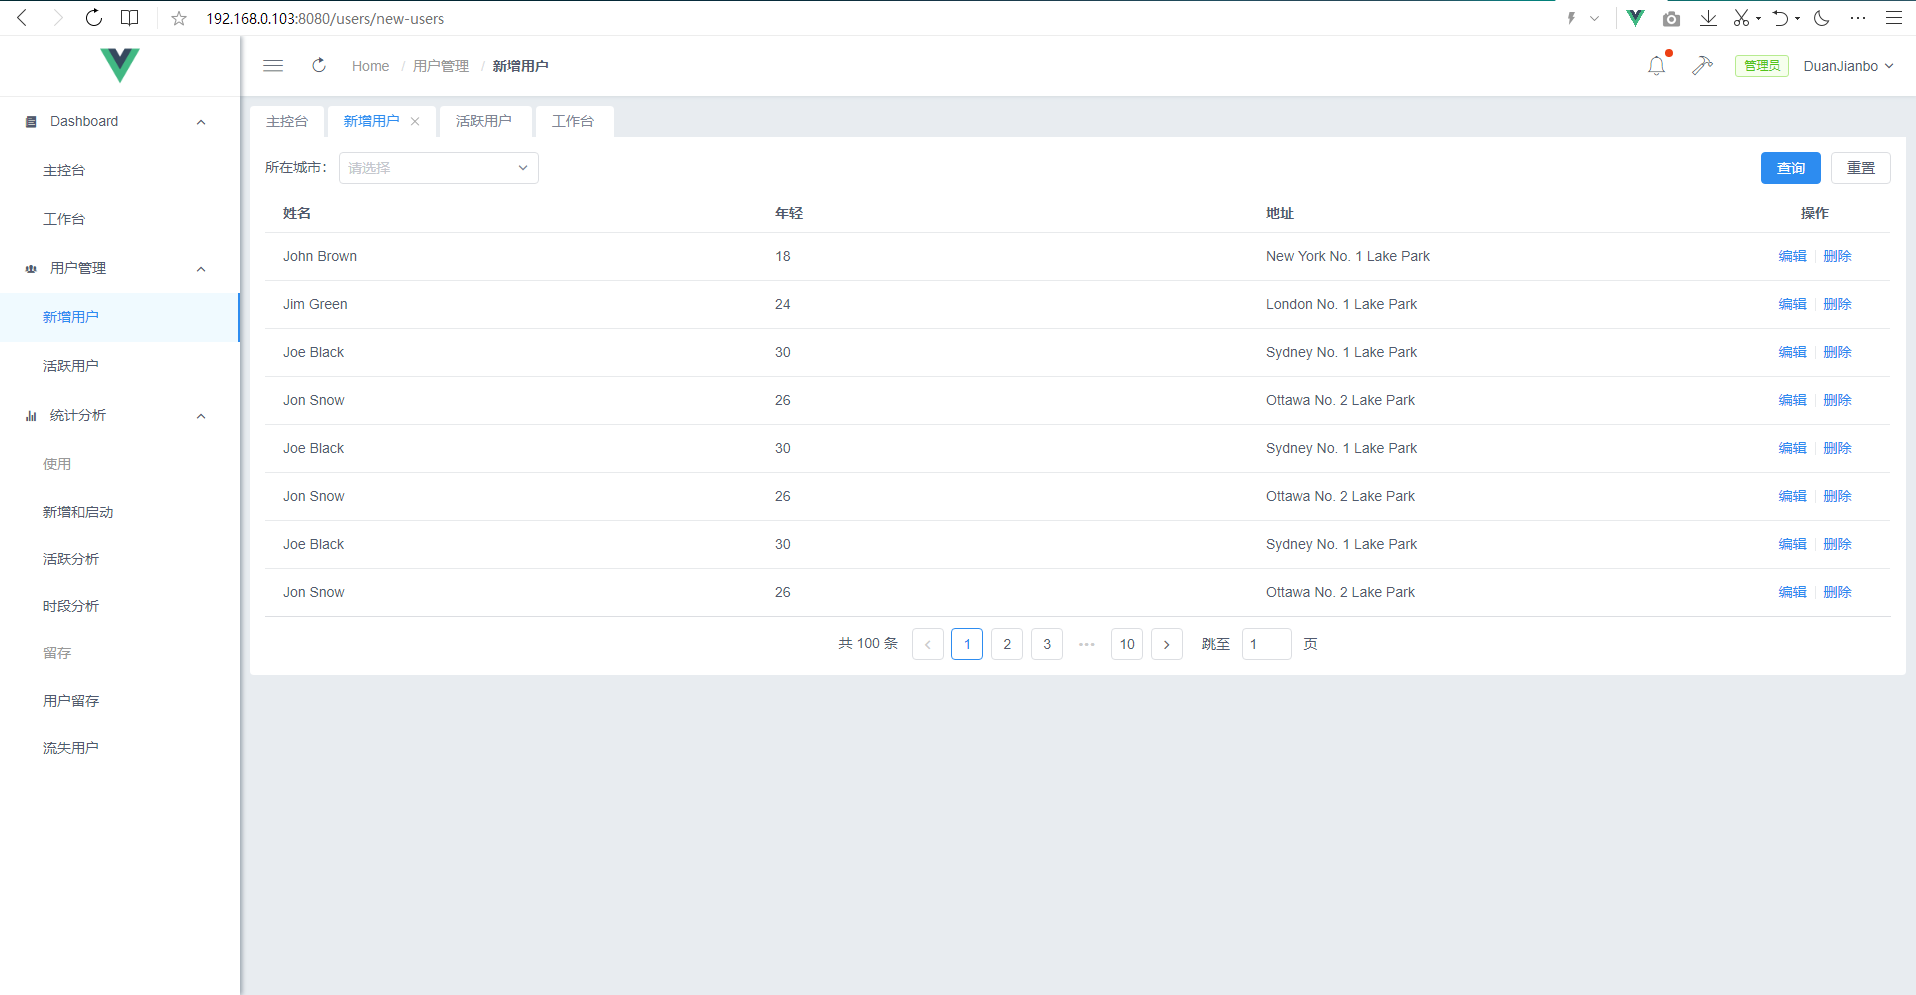 192.168.0.103:8080/users/new-users
Home / 用户管理 / 新增用户
管理员 DuanJianbo
Dashboard
主控台
工作台
用户管理
新增用户
活跃用户
统计分析
使用
新增和启动
活跃分析
时段分析
留存
用户留存
流失用户
主控台 新增用户 活跃用户 工作台
所在城市: 请选择 查询 重置
姓名 年轻 地址 操作
John Brown 18 New York No. 1 Lake Park 编辑 删除
Jim Green 24 London No. 1 Lake Park 编辑 删除
Joe Black 30 Sydney No. 1 Lake Park 编辑 删除
Jon Snow 26 Ottawa No. 2 Lake Park 编辑 删除
Joe Black 30 Sydney No. 1 Lake Park 编辑 删除
Jon Snow 26 Ottawa No. 2 Lake Park 编辑 删除
Joe Black 30 Sydney No. 1 Lake Park 编辑 删除
Jon Snow 26 Ottawa No. 2 Lake Park 编辑 删除
共 100 条 < 1 2 3 ••• 10 > 跳至 1 页